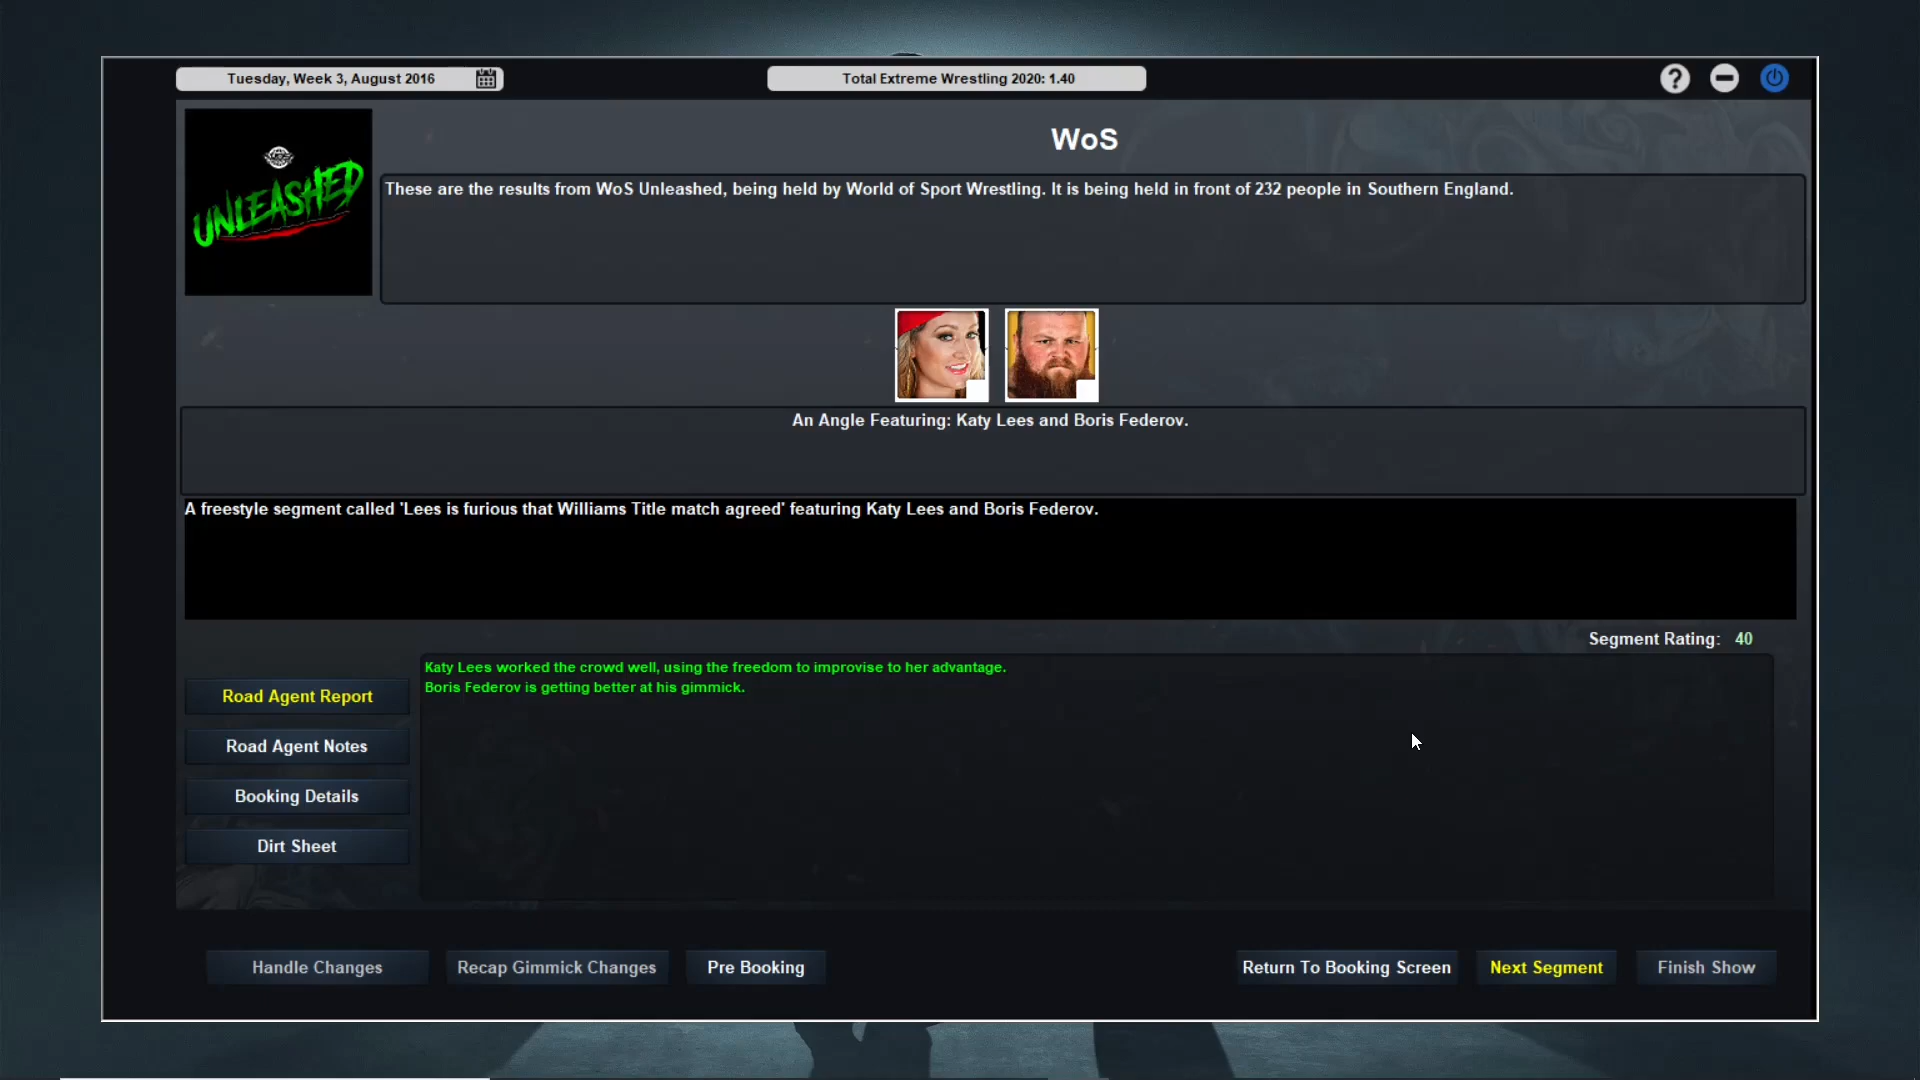 Tuesday, Week 3, August 2016
Total Extreme Wrestling 2020: 1.40
?
UNLEASHED
WoS
These are the results from WoS Unleashed, being held by World of Sport Wrestling. It is being held in front of 232 people in Southern England.
An Angle Featuring: Katy Lees and Boris Federov.
A freestyle segment called 'Lees is furious that Williams Title match agreed' featuring Katy Lees and Boris Federov.
Segment Rating: 40
Katy Lees worked the crowd well, using the freedom to improvise to her advantage.
Boris Federov is getting better at his gimmick.
Road Agent Report
Road Agent Notes
Booking Details
Dirt Sheet
Handle Changes
Recap Gimmick Changes
Pre Booking
Return To Booking Screen
Next Segment
Finish Show